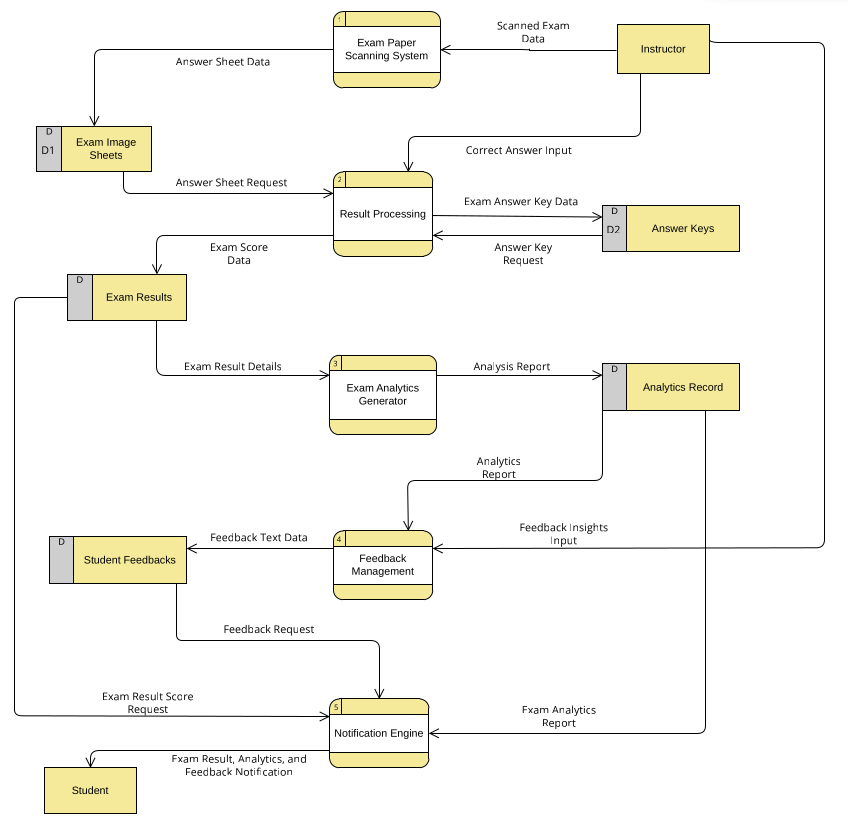 1
Scanned Exam
Data
Exam Paper
Scanning System
Instructor
Answer Sheet Data
D
D1
Exam Image
Sheets
Correct Answer Input
Answer Sheet Request
2
Result Processing
Exam Answer Key Data
D
D2
Answer Keys
Exam Score
Data
Answer Key
Request
D
Exam Results
Exam Result Details
3
Exam Analytics
Generator
Analysis Report
D
Analytics Record
Analytics
Report
Feedback Insights
Input
D
Student Feedbacks
Feedback Text Data
4
Feedback
Management
Feedback Request
Exam Result Score
Request
5
Notification Engine
Exam Analytics
Report
Exam Result, Analytics, and
Feedback Notification
Student